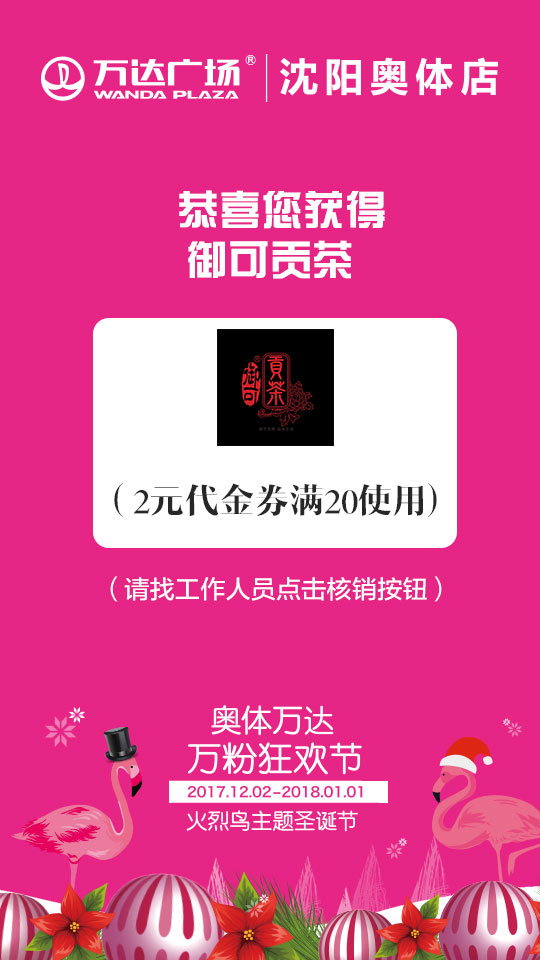 万达广场®
WANDA PLAZA
沈阳奥体店
恭喜您获得
御可贡茶
御可
貢茶
（2元代金券满20使用）
（请找工作人员点击核销按钮）
奥体万达
万粉狂欢节
2017.12.02-2018.01.01
火烈鸟主题圣诞节